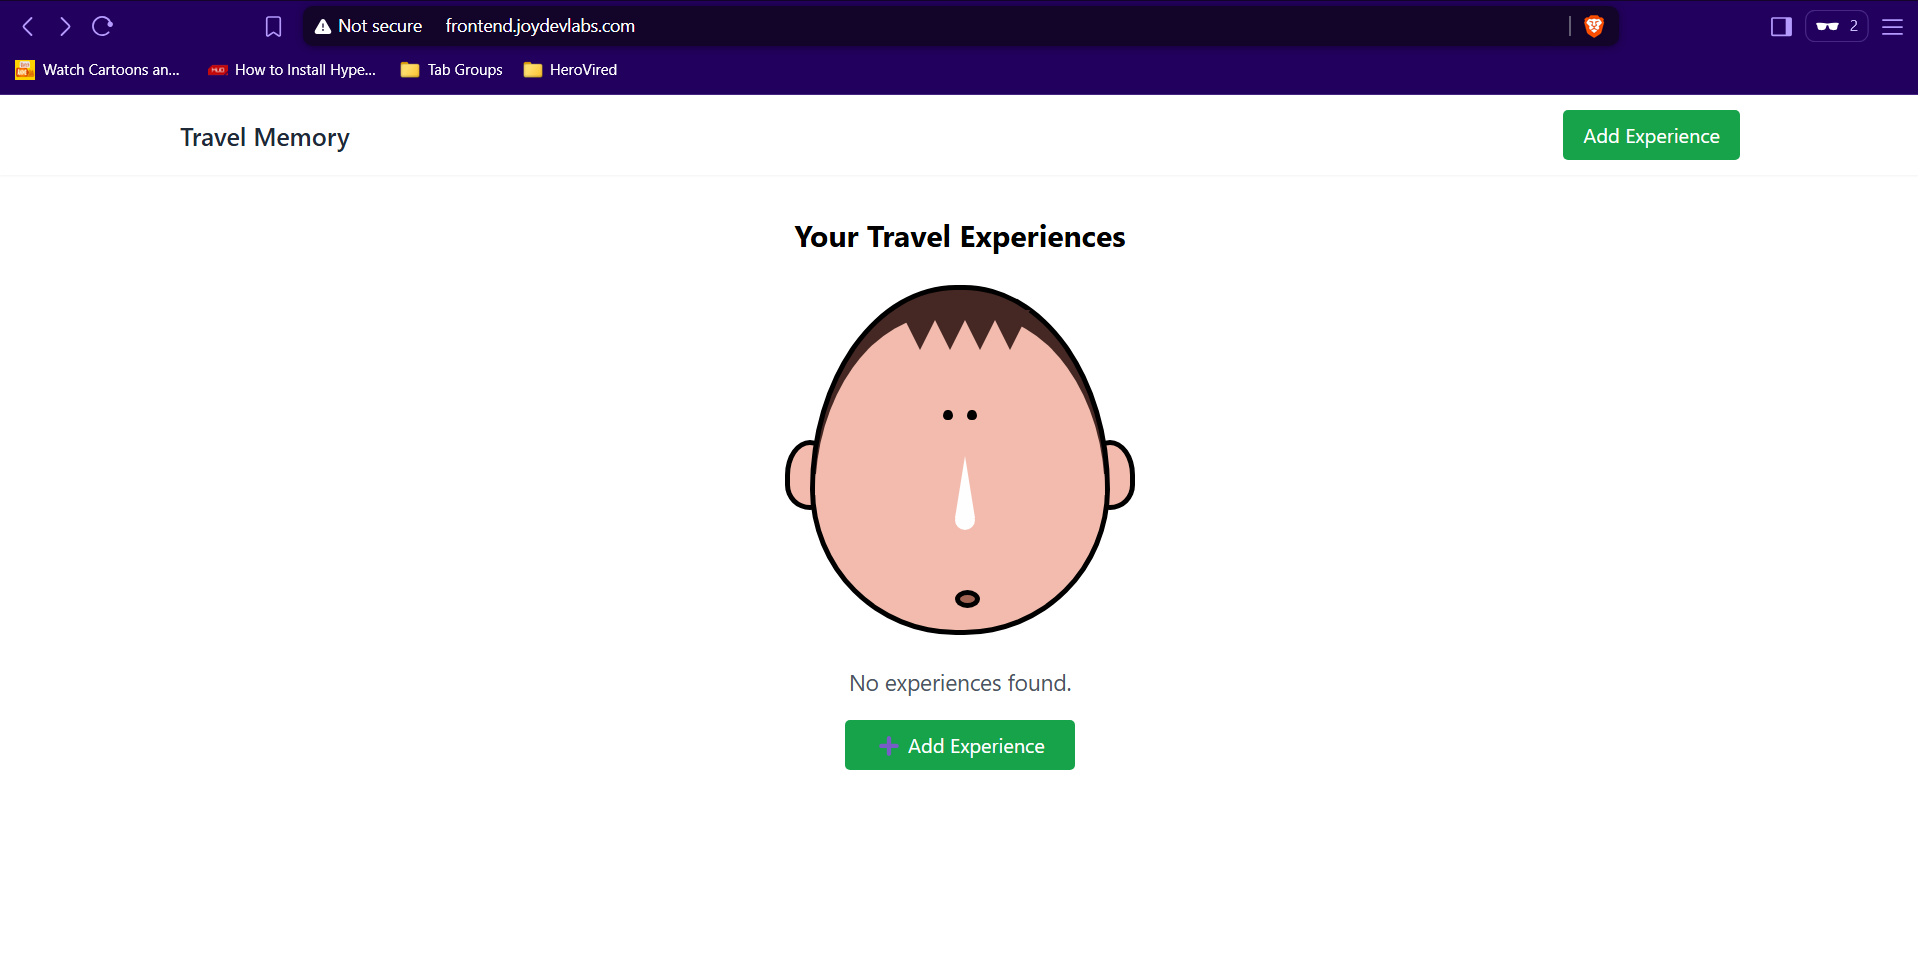 Not secure frontend.joydevlabs.com 2
Watch Cartoons an... How to Install Hype... Tab Groups HeroVired
Travel Memory Add Experience
Your Travel Experiences
No experiences found.
Add Experience